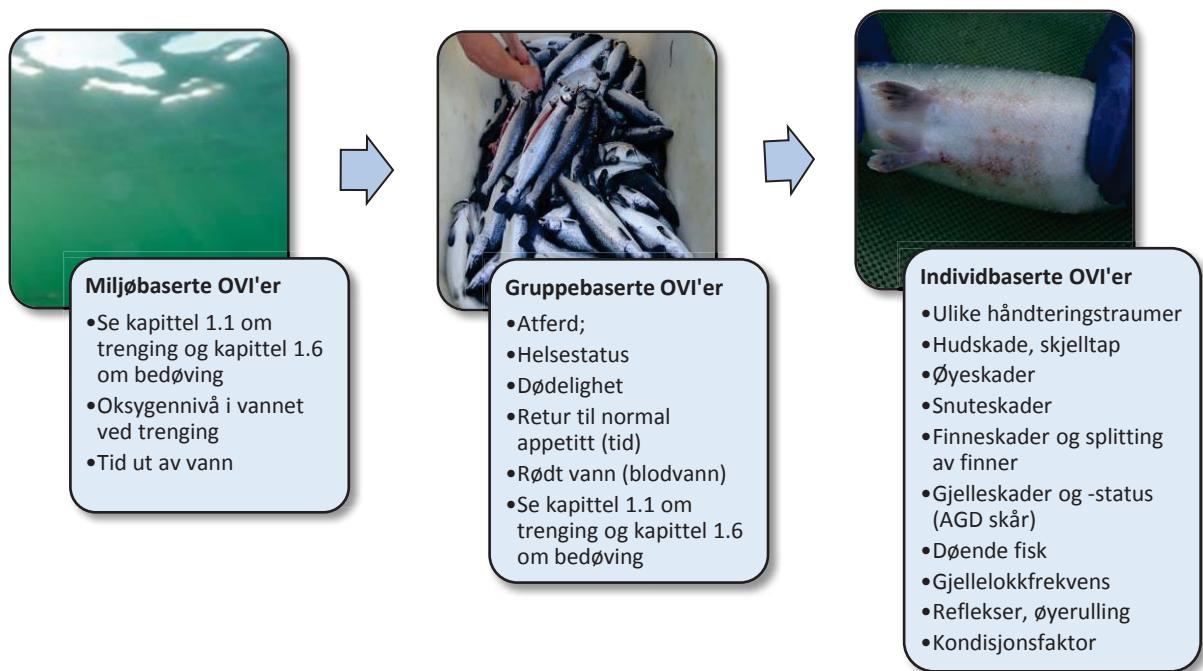 Miljøbaserte OVI'er
•Se kapittel 1.1 om
trenging og kapittel 1.6
om bedøving
•Oksygennivå i vannet
ved trenging
•Tid ut av vann
Gruppebaserte OVI'er
•Atferd;
•Helsestatus
•Dødelighet
•Retur til normal
appetitt (tid)
•Rødt vann (blodvann)
•Se kapittel 1.1 om
trenging og kapittel 1.6
om bedøving
Individbaserte OVI'er
•Ulike håndteringstraumer
•Hudskade, skjelltap
•Øyeskader
•Snuteskader
•Finneskader og splitting
av finner
•Gjelleskader og -status
(AGD skår)
•Døende fisk
•Gjellelokkfrekvens
•Reflekser, øyerulling
•Kondisjonsfaktor